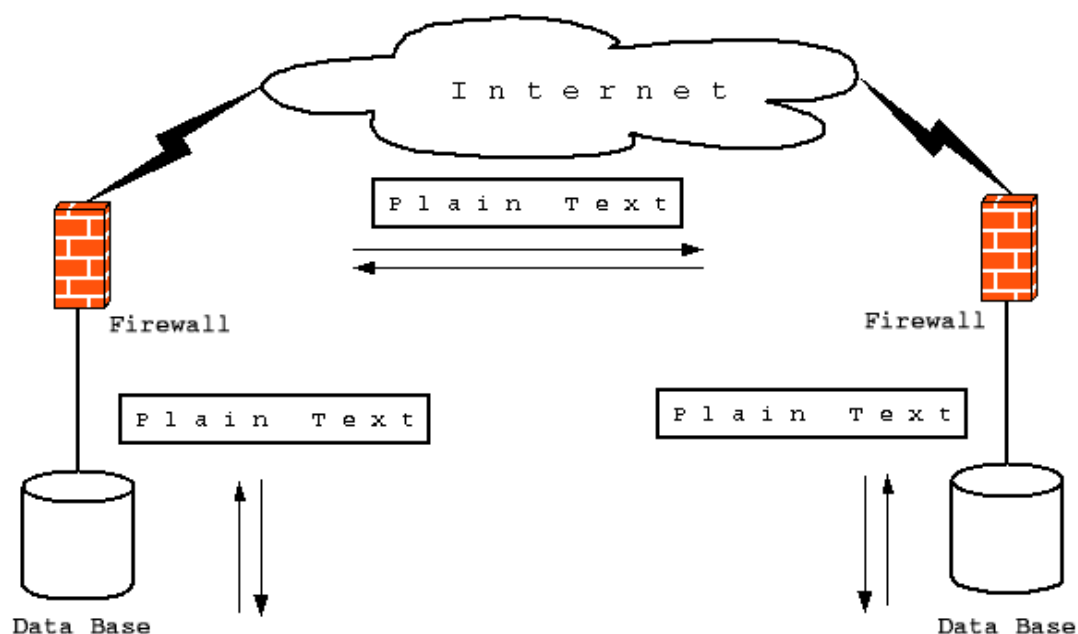 Internet
Plain Text
Firewall
Firewall
Plain Text
Plain Text
Data Base
Data Base